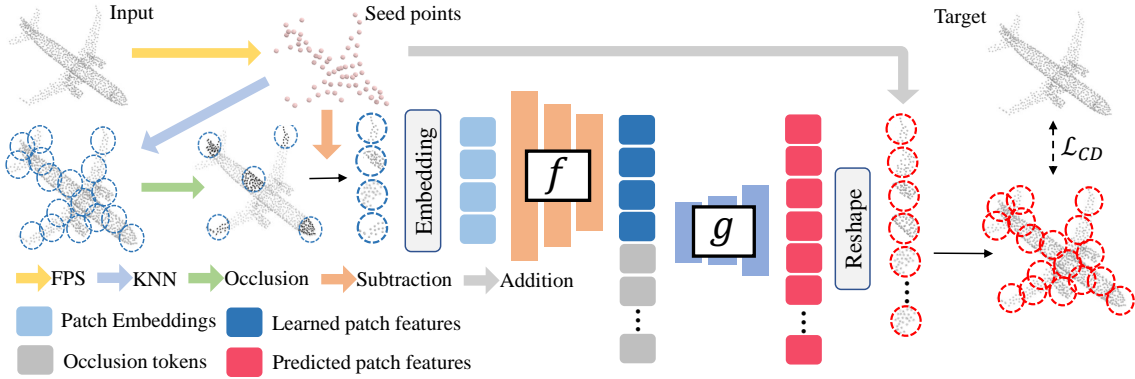 Input
Seed points
Target
Embedding
f
g
Reshape
ℒCD
FPS
KNN
Occlusion
Subtraction
Addition
Patch Embeddings
Learned patch features
Occlusion tokens
Predicted patch features